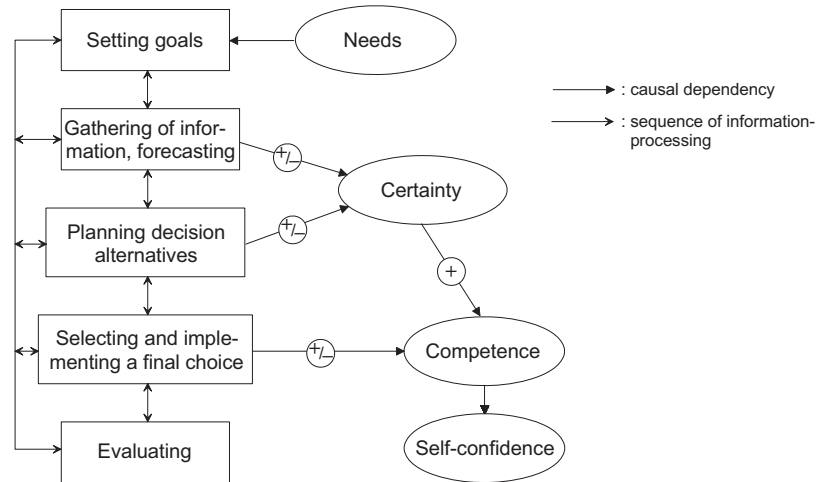 Setting goals
Needs
: causal dependency
: sequence of information-
processing
Gathering of infor-
mation, forecasting
+/–
Certainty
Planning decision
alternatives
+/–
+
Selecting and imple-
menting a final choice
+/–
Competence
Evaluating
Self-confidence